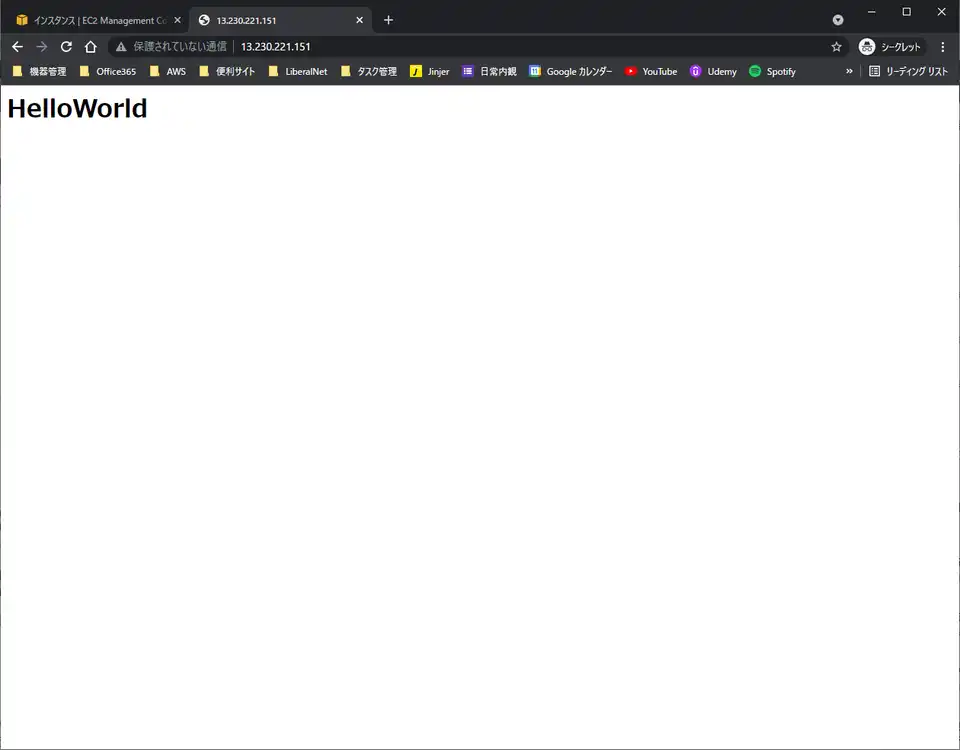 インスタンス | EC2 Management Co
13.230.221.151
保護されていない通信 13.230.221.151 シークレット
機器管理 Office365 AWS 便利サイト LiberalNet タスク管理 Jinjer 日常内観 Google カレンダー YouTube Udemy Spotify » リーディング リスト
HelloWorld